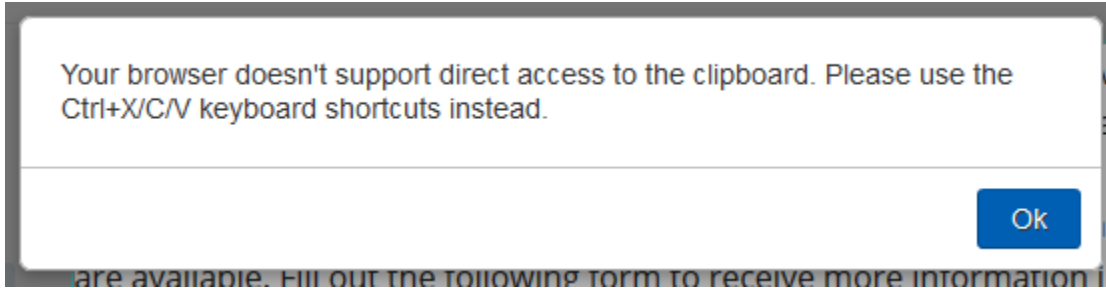 Your browser doesn't support direct access to the clipboard. Please use the
Ctrl+X/C/V keyboard shortcuts instead.
Ok
are available. Fill out the following form to receive more information